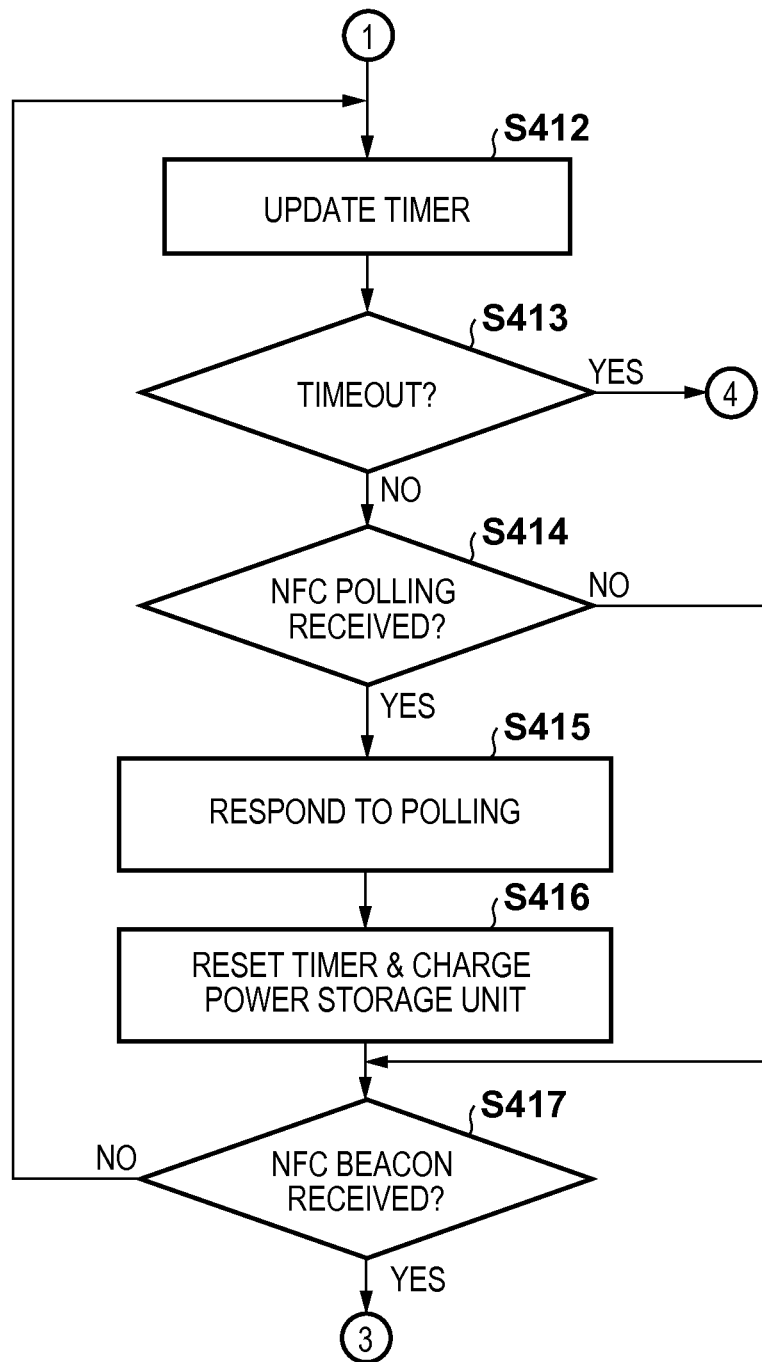 1
S412
UPDATE TIMER
S413
TIMEOUT?
YES
4
NO
S414
NFC POLLING
RECEIVED?
NO
YES
S415
RESPOND TO POLLING
S416
RESET TIMER & CHARGE
POWER STORAGE UNIT
S417
NO
NFC BEACON
RECEIVED?
YES
3